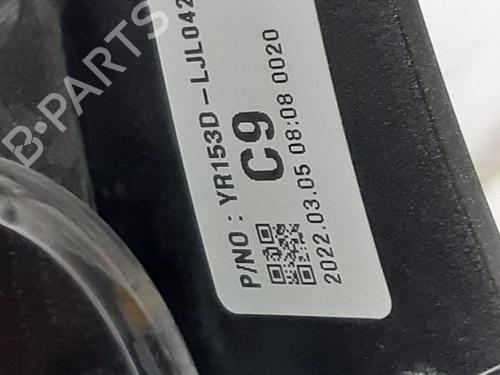 P/NO : YR153D-LJL042
C9
2022.03.05 08:08 0020
B-PARTS